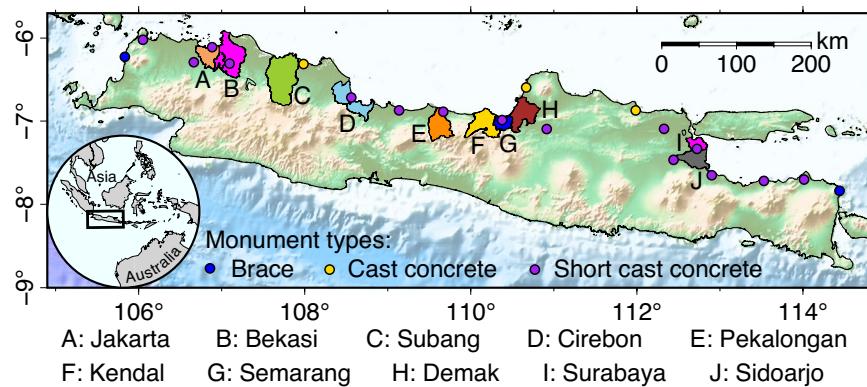 −6°
−7°
−8°
−9°
km
0 100 200
A
B
C
D
E
F
G
H
I
J
Asia
Australia
Monument types:
Brace Cast concrete Short cast concrete
106° 108° 110° 112° 114°
A: Jakarta B: Bekasi C: Subang D: Cirebon E: Pekalongan
F: Kendal G: Semarang H: Demak I: Surabaya J: Sidoarjo